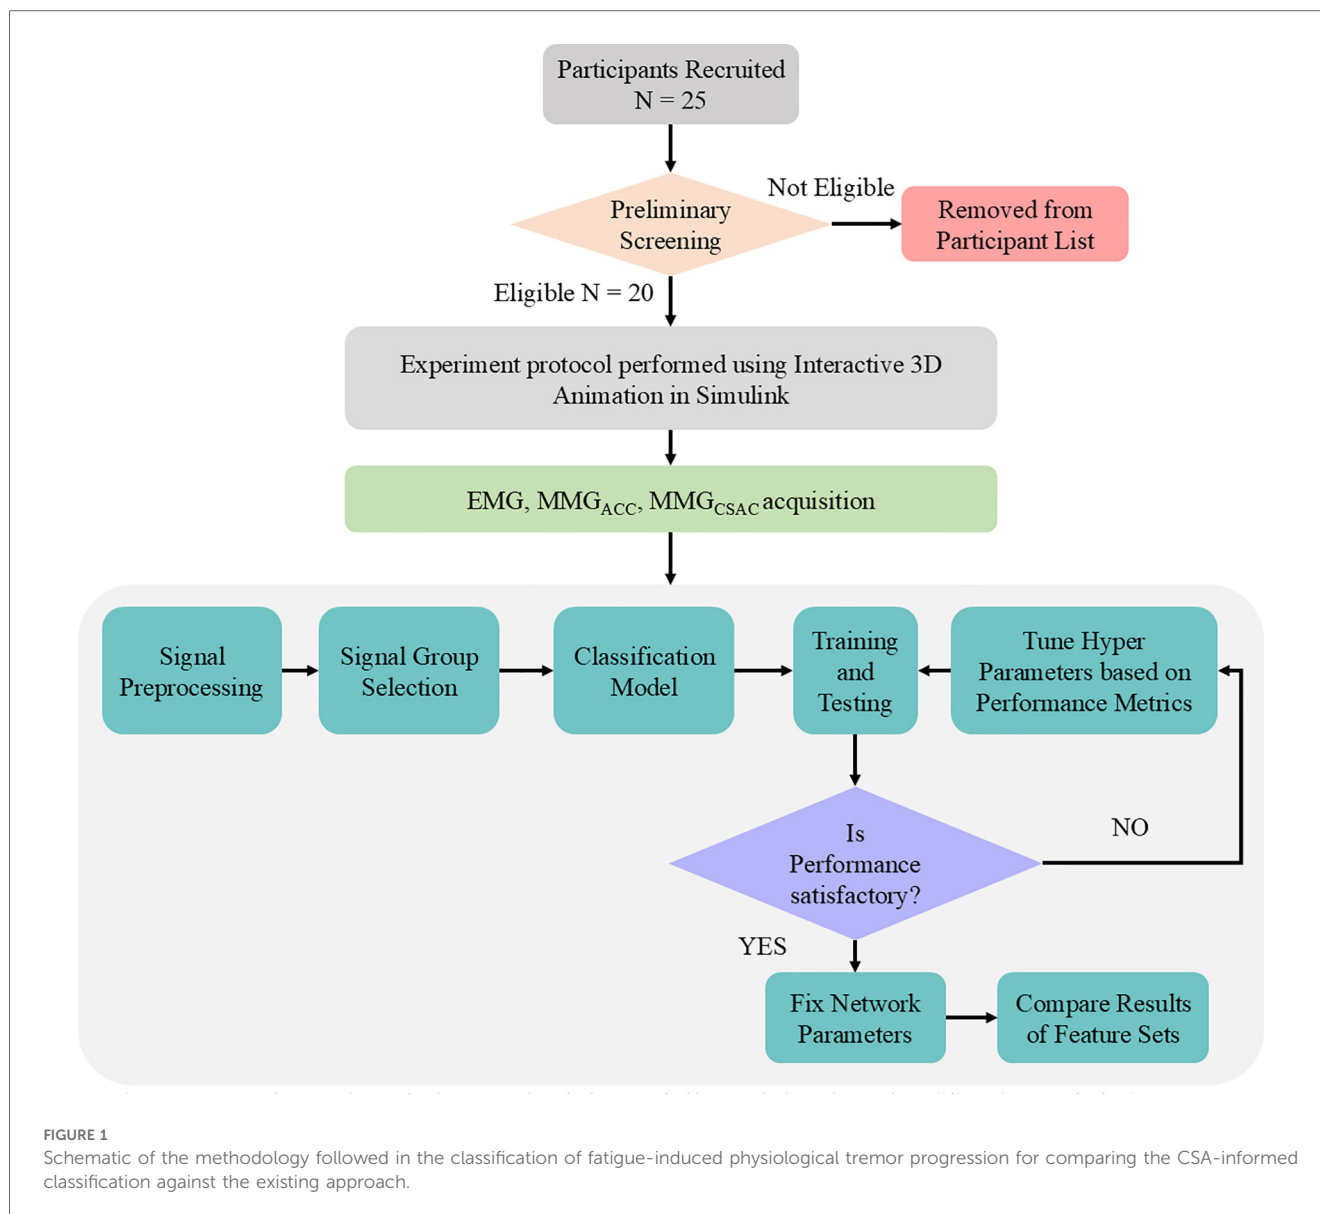 Participants Recruited
N = 25
Preliminary
Screening
Not Eligible
Removed from
Participant List
Eligible N = 20
Experiment protocol performed using Interactive 3D
Animation in Simulink
EMG, MMG_ACC, MMG_CSAC acquisition
Signal
Preprocessing
Signal Group
Selection
Classification
Model
Training
and
Testing
Tune Hyper
Parameters based on
Performance Metrics
Is
Performance
satisfactory?
NO
YES
Fix Network
Parameters
Compare Results
of Feature Sets
FIGURE 1
Schematic of the methodology followed in the classification of fatigue-induced physiological tremor progression for comparing the CSA-informed
classification against the existing approach.